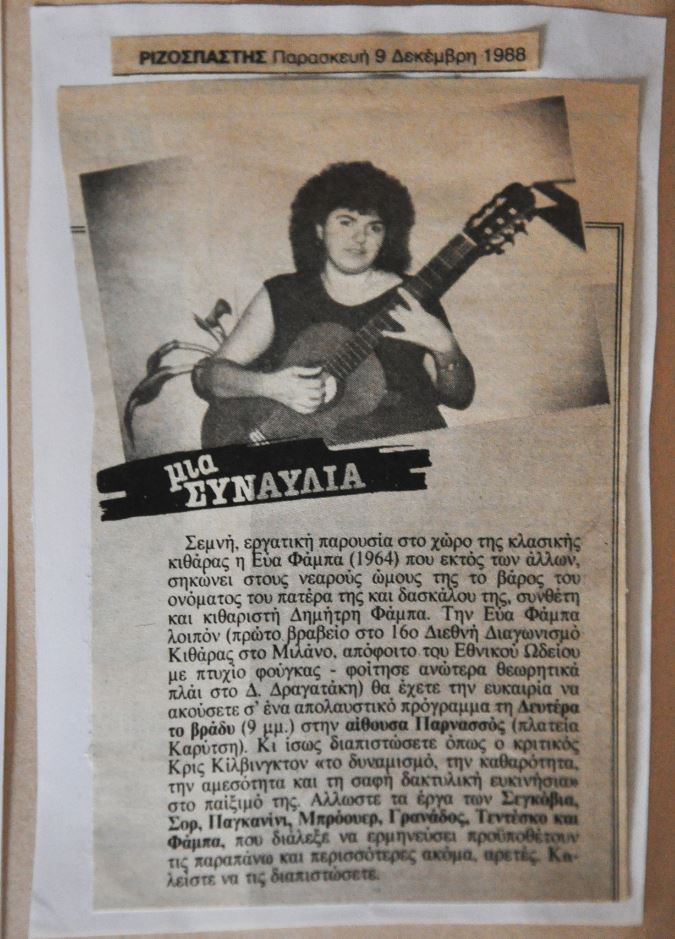 ΡΙΖΟΣΠΑΣΤΗΣ Παρασκευή 9 Δεκέμβρη 1988
μια
ΣΥΝΑΥΛΙΑ
Σεμνή, εργατική παρουσία στο χώρο της κλασικής
κιθάρας η Εύα Φάμπα (1964) που εκτός των άλλων,
σηκώνει στους νεαρούς ώμους της το βάρος του
ονόματος του πατέρα της και δασκάλου της, συνθέτη
και κιθαριστή Δημήτρη Φάμπα. Την Εύα Φάμπα
λοιπόν (πρώτο βραβείο στο 16ο Διεθνή Διαγωνισμό
Κιθάρας στο Μιλάνο, απόφοιτο του Εθνικού Ωδείου
με πτυχίο φούγκας - φοίτησε ανώτερα θεωρητικά
πλάι στο Δ. Δραγατάκη) θα έχετε την ευκαιρία να
ακούσετε σ' ένα απολαυστικό πρόγραμμα τη Δευτέρα
το βράδυ (9 μμ.) στην αίθουσα Παρνασσός (πλατεία
Καρύτση). Κι ίσως διαπιστώσετε όπως ο κριτικός
Κρις Κίλβινγκτον «το δυναμισμό, την καθαρότητα,
την αμεσότητα και τη σαφή δακτυλική ευκινησία»
στο παίξιμό της. Αλλωστε τα έργα των Σεγκόβια,
Σορ, Παγκανίνι, Μπρόουερ, Γρανάδος, Τεντέσκο και
Φάμπα, που διάλεξε να ερμηνεύσει προϋποθέτουν
τις παραπάνω και περισσότερες ακόμα, αρετές. Κα-
λείστε να τις διαπιστώσετε.